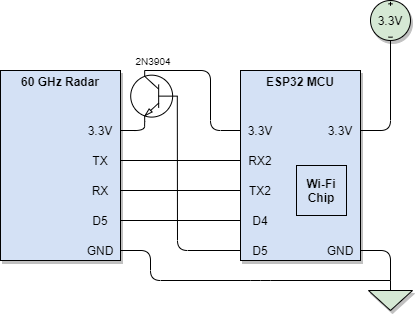 3.3V
2N3904
60 GHz Radar
ESP32 MCU
3.3V
3.3V
3.3V
TX
RX2
RX
TX2
Wi-Fi
Chip
D5
D4
GND
D5
GND